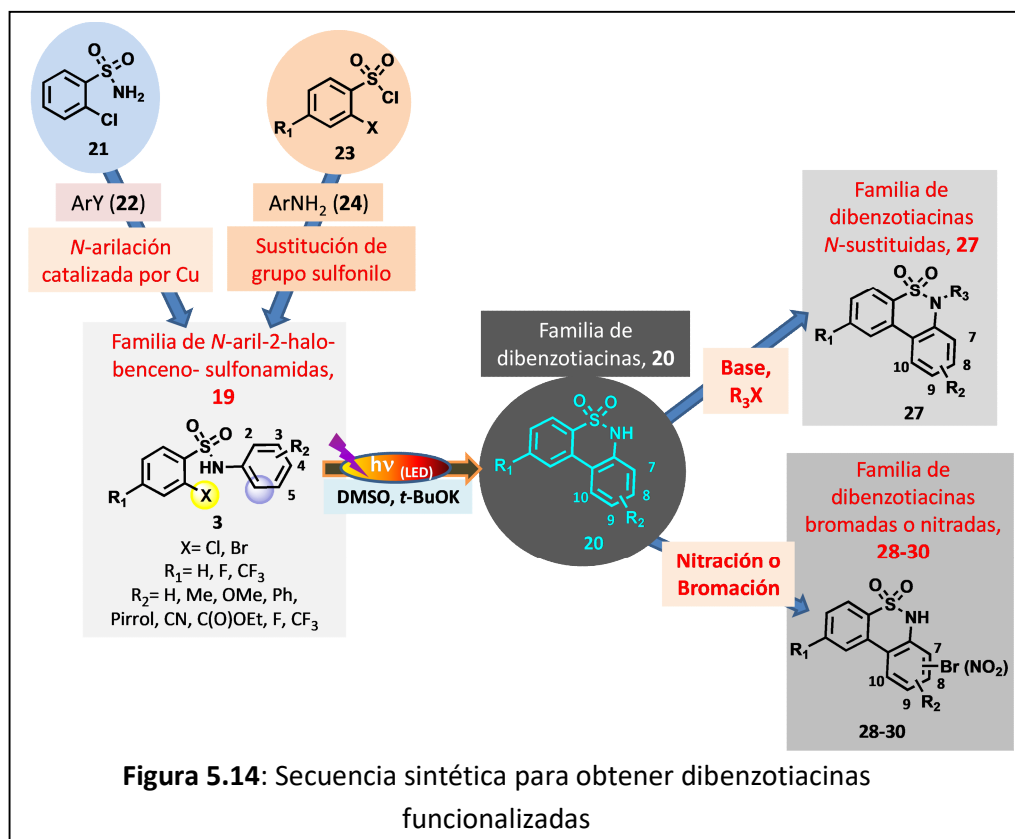 O O
S
NH2
Cl
21
O O
S
Cl
R1
X
23
ArY (22)
ArNH2 (24)
N-arilación
catalizada por Cu
Sustitución de
grupo sulfonilo
Familia de N-aril-2-halo-
benceno- sulfonamidas,
19
O O
S
HN
2
3
R2
4
5
R1
X
3
X= Cl, Br
R1= H, F, CF3
R2= H, Me, OMe, Ph,
Pirrol, CN, C(O)OEt, F, CF3
hν (LED)
DMSO, t-BuOK
Familia de
dibenzotiacinas, 20
O O
S
NH
R1
7
8
9
10
R2
20
Base,
R3X
Nitración o
Bromación
Familia de
dibenzotiacinas
N-sustituidas, 27
O O
S
N
R3
R1
7
8
9
10
R2
27
Familia de
dibenzotiacinas
bromadas o nitradas,
28-30
O O
S
NH
R1
7
Br (NO2)
8
9
10
R2
28-30
Figura 5.14: Secuencia sintética para obtener dibenzotiacinas
funcionalizadas